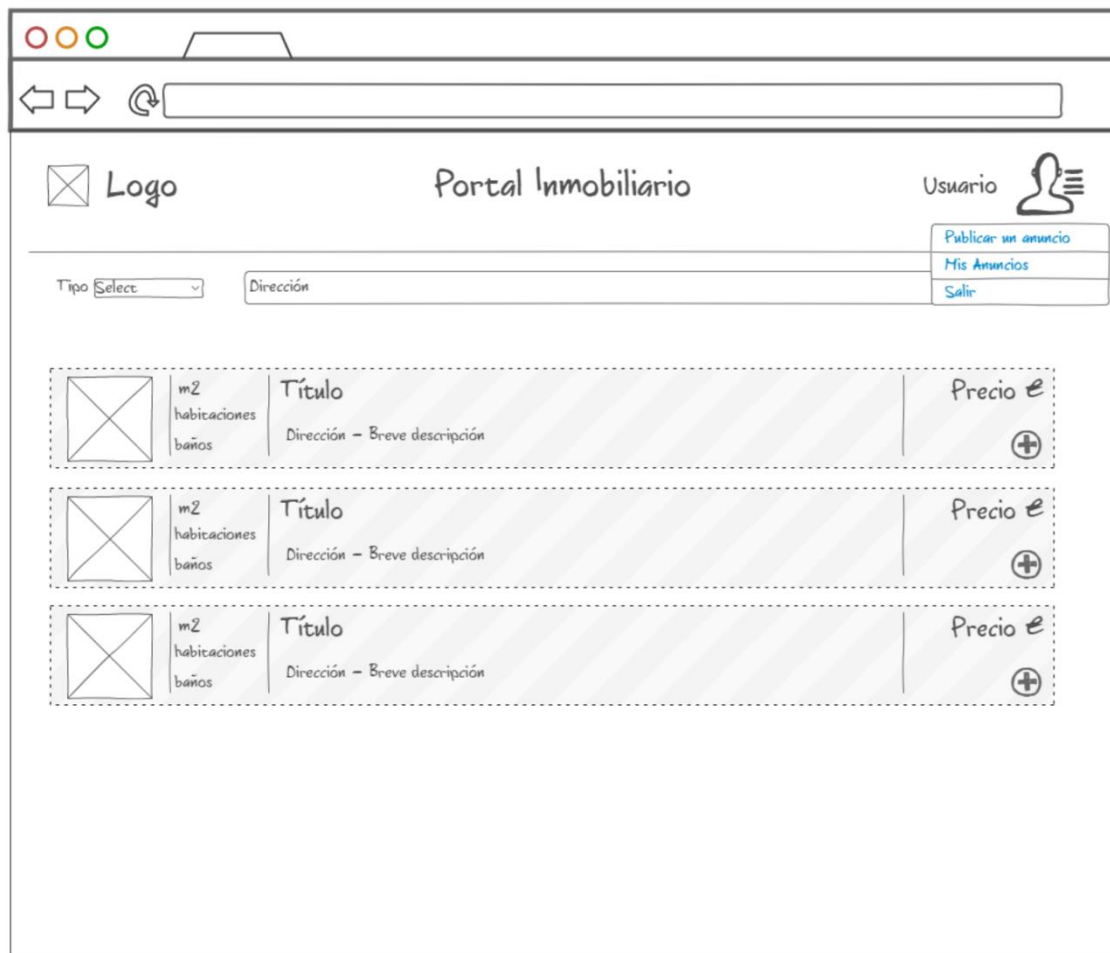 Logo
Portal Inmobiliario
Usuario
Publicar un anuncio
Mis Anuncios
Salir
Tipo Select
Dirección
m2
habitaciones
baños
Título
Dirección – Breve descripción
Precio €
m2
habitaciones
baños
Título
Dirección – Breve descripción
Precio €
m2
habitaciones
baños
Título
Dirección – Breve descripción
Precio €